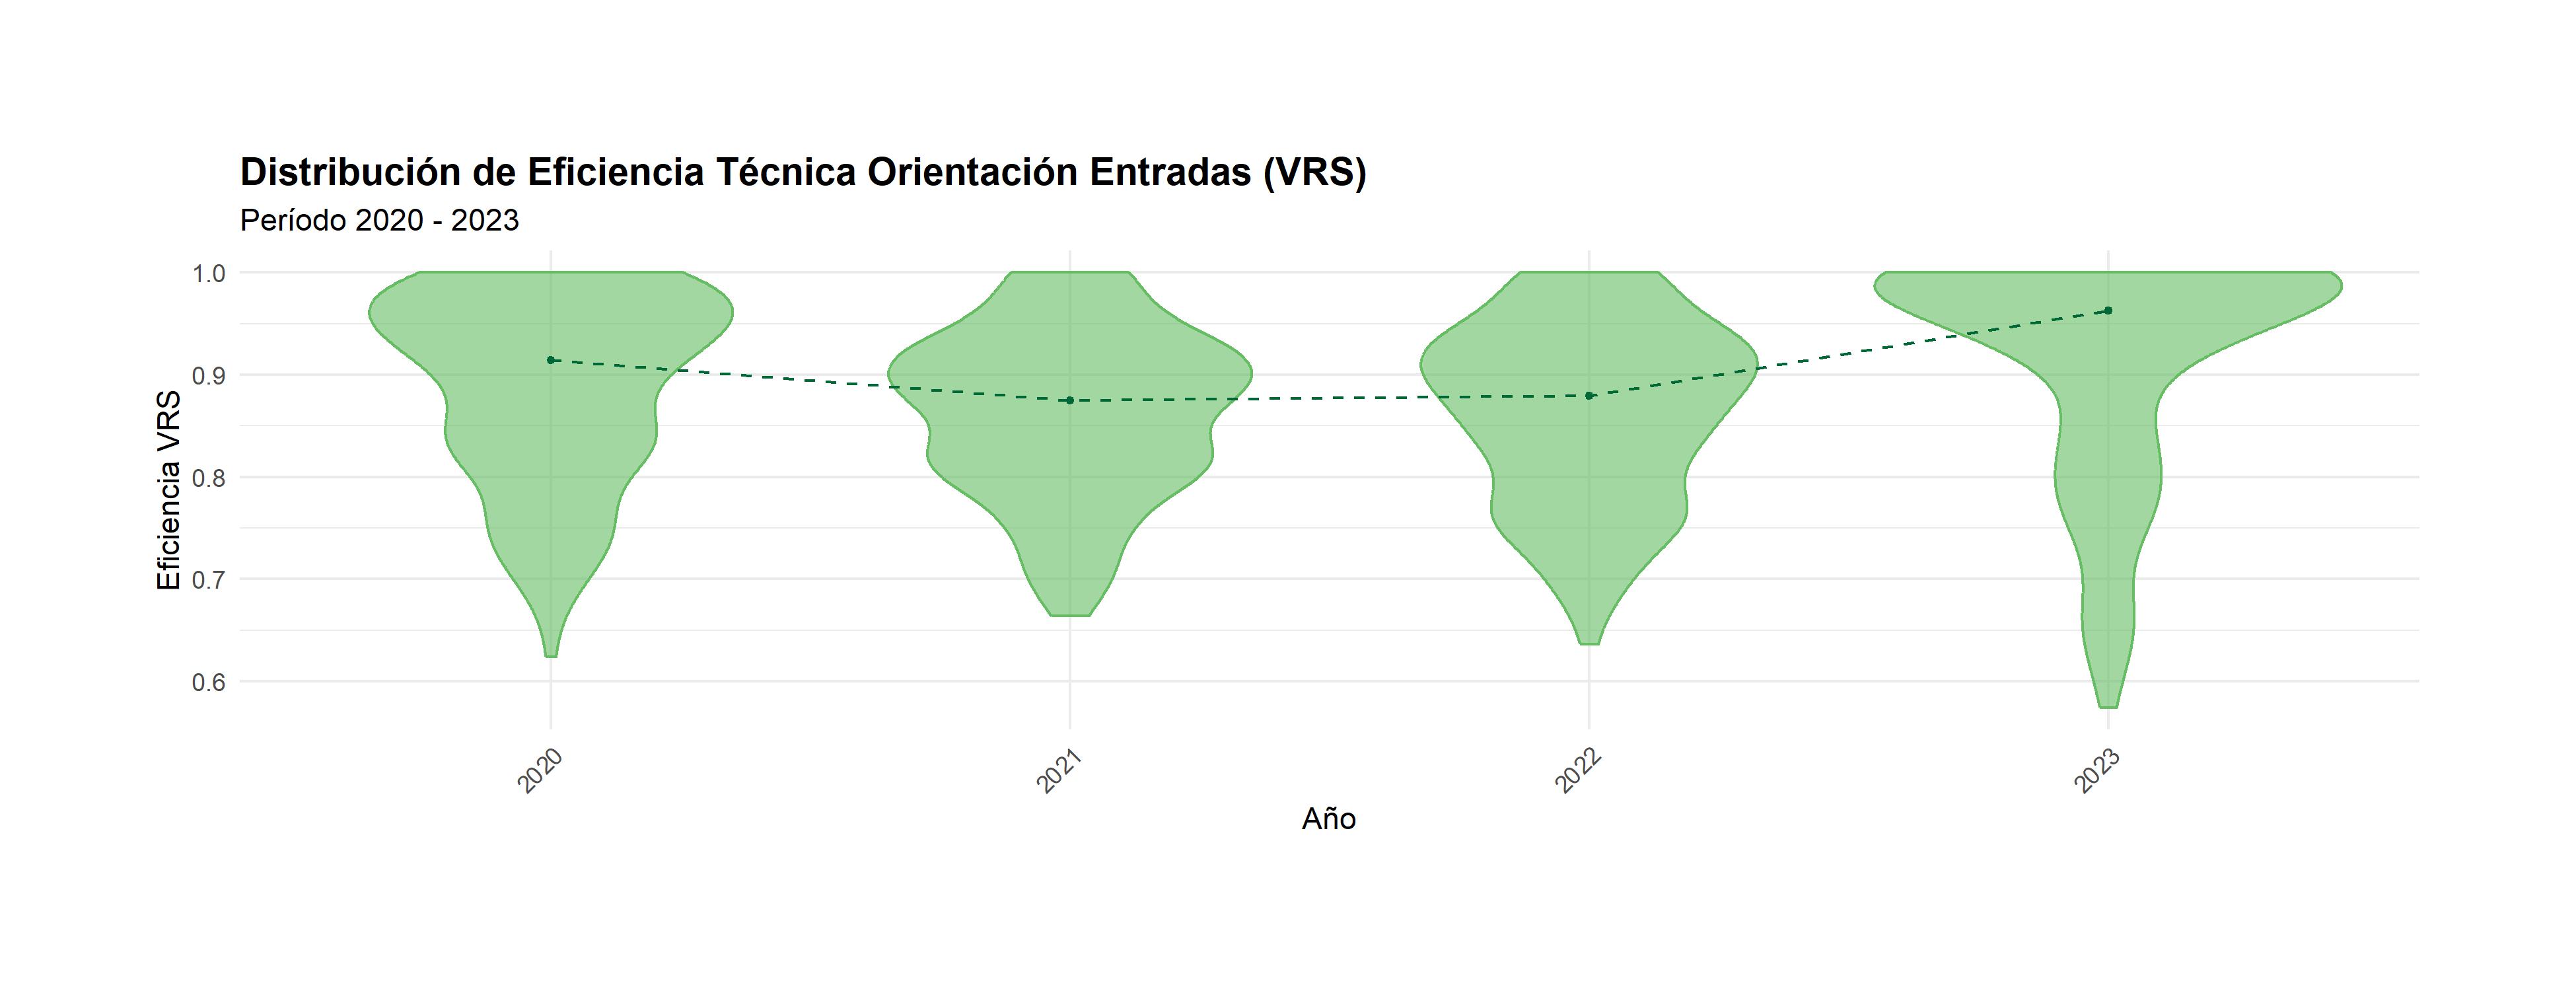 Distribución de Eficiencia Técnica Orientación Entradas (VRS)
Período 2020 - 2023
Eficiencia VRS
1.0
0.9
0.8
0.7
0.6
2020
2021
2022
2023
Año